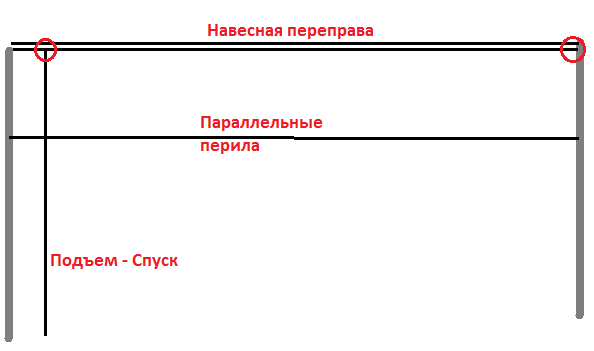 Навесная переправа
Параллельные
перила
Подъем - Спуск